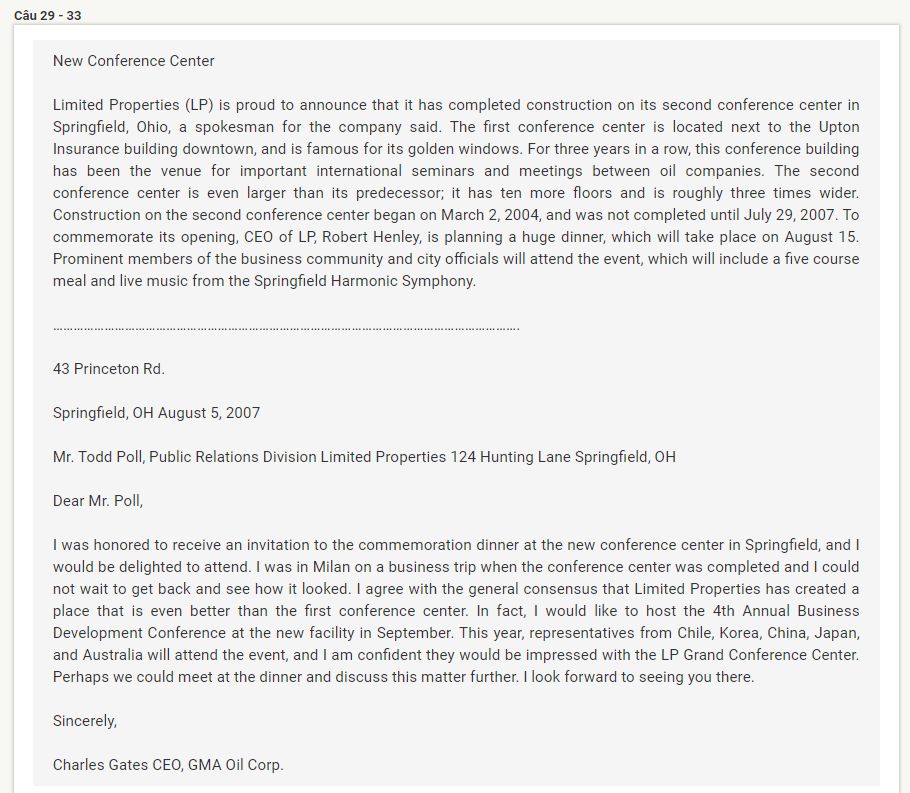 Câu 29 - 33
New Conference Center
Limited Properties (LP) is proud to announce that it has completed construction on its second conference center in
Springfield, Ohio, a spokesman for the company said. The first conference center is located next to the Upton
Insurance building downtown, and is famous for its golden windows. For three years in a row, this conference building
has been the venue for important international seminars and meetings between oil companies. The second
conference center is even larger than its predecessor; it has ten more floors and is roughly three times wider.
Construction on the second conference center began on March 2, 2004, and was not completed until July 29, 2007. To
commemorate its opening, CEO of LP, Robert Henley, is planning a huge dinner, which will take place on August 15.
Prominent members of the business community and city officials will attend the event, which will include a five course
meal and live music from the Springfield Harmonic Symphony.
………………………………………………………………………………………………………………………….
43 Princeton Rd.
Springfield, OH August 5, 2007
Mr. Todd Poll, Public Relations Division Limited Properties 124 Hunting Lane Springfield, OH
Dear Mr. Poll,
I was honored to receive an invitation to the commemoration dinner at the new conference center in Springfield, and I
would be delighted to attend. I was in Milan on a business trip when the conference center was completed and I could
not wait to get back and see how it looked. I agree with the general consensus that Limited Properties has created a
place that is even better than the first conference center. In fact, I would like to host the 4th Annual Business
Development Conference at the new facility in September. This year, representatives from Chile, Korea, China, Japan,
and Australia will attend the event, and I am confident they would be impressed with the LP Grand Conference Center.
Perhaps we could meet at the dinner and discuss this matter further. I look forward to seeing you there.
Sincerely,
Charles Gates CEO, GMA Oil Corp.